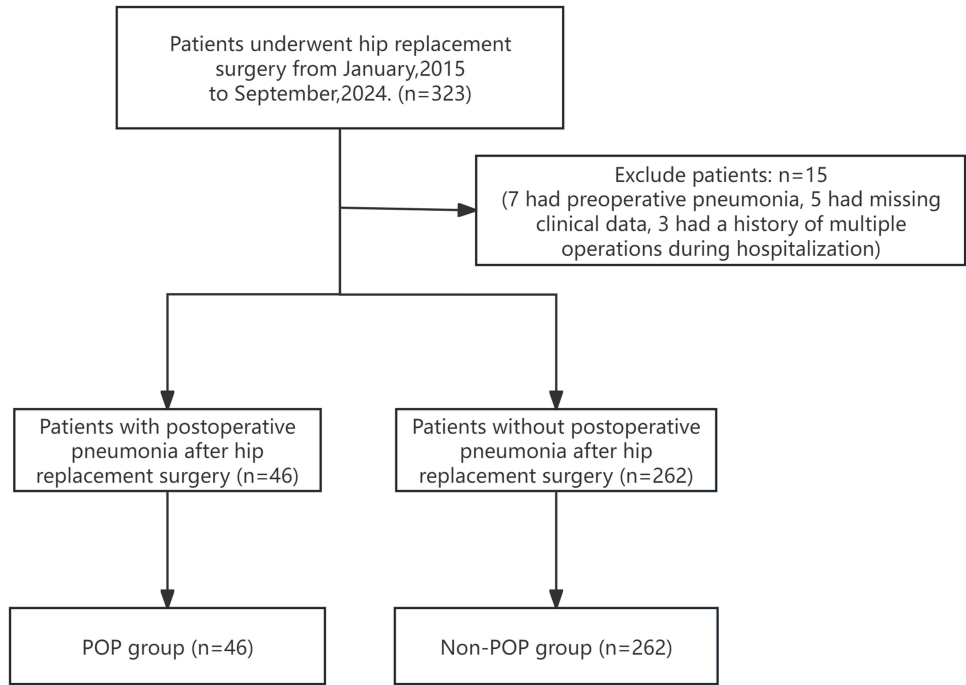 Patients underwent hip replacement
surgery from January,2015
to September,2024. (n=323)
Exclude patients: n=15
(7 had preoperative pneumonia, 5 had missing
clinical data, 3 had a history of multiple
operations during hospitalization)
Patients with postoperative
pneumonia after hip
replacement surgery (n=46)
Patients without postoperative
pneumonia after hip
replacement surgery (n=262)
POP group (n=46)
Non-POP group (n=262)